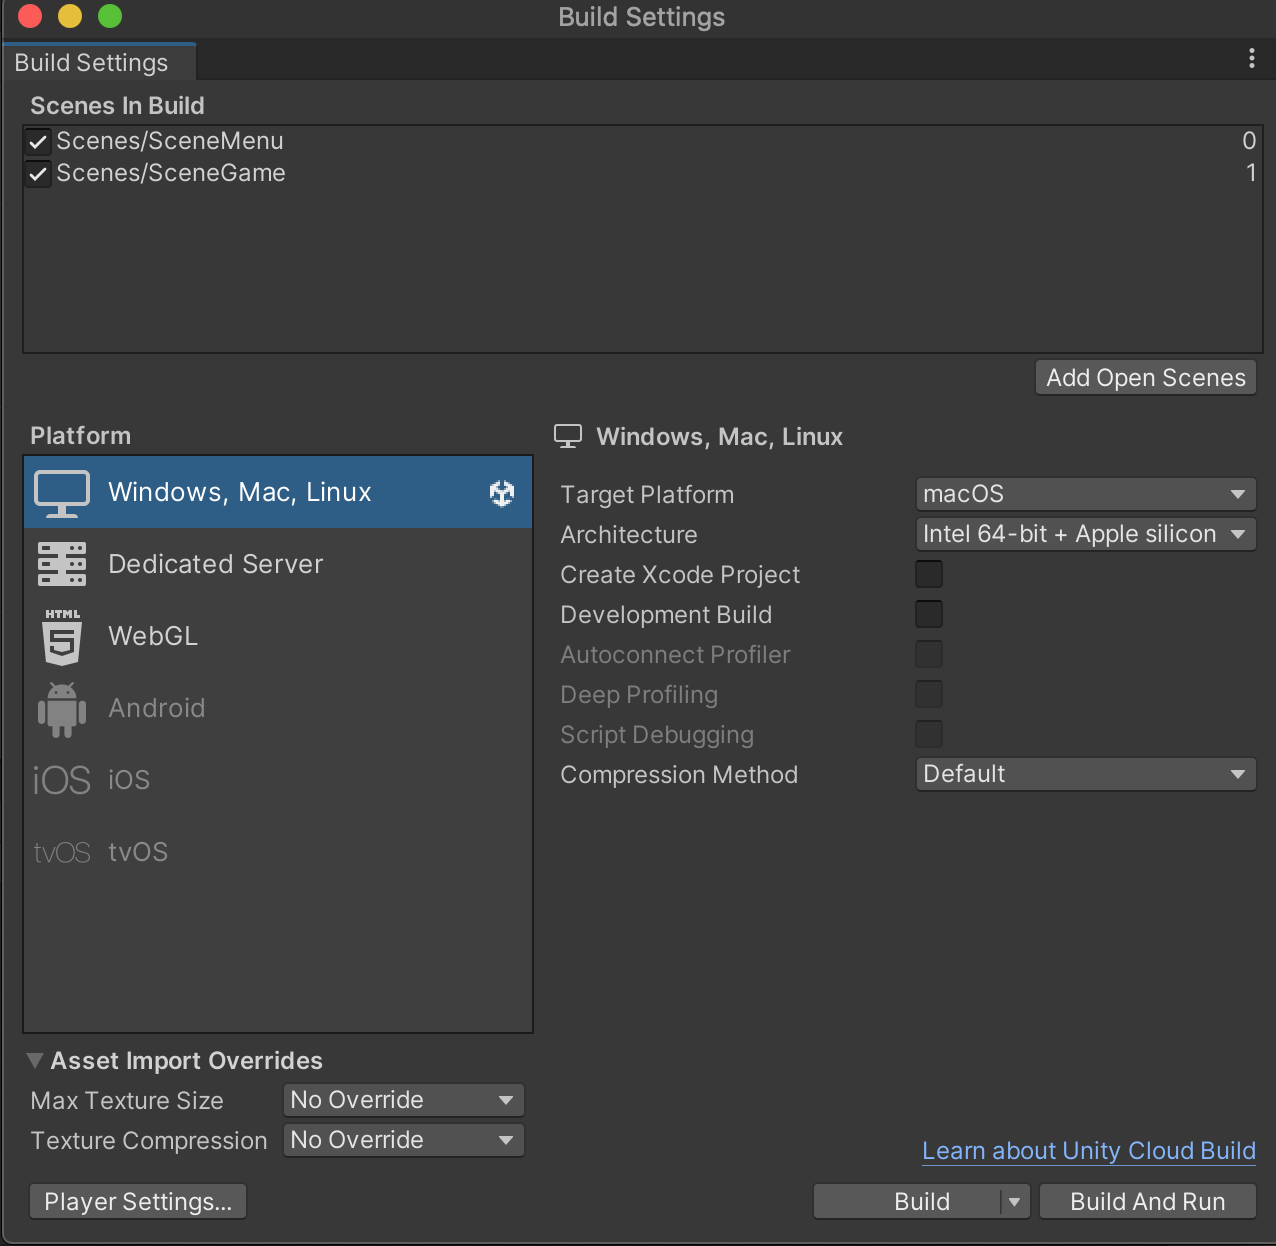 Build Settings
Build Settings
Scenes In Build
Scenes/SceneMenu 0
Scenes/SceneGame 1
Add Open Scenes
Platform
Windows, Mac, Linux
Dedicated Server
HTML
5
WebGL
Android
iOS iOS
tvOS tvOS
Windows, Mac, Linux
Target Platform macOS
Architecture Intel 64-bit + Apple silicon
Create Xcode Project
Development Build
Autoconnect Profiler
Deep Profiling
Script Debugging
Compression Method Default
Asset Import Overrides
Max Texture Size No Override
Texture Compression No Override
Learn about Unity Cloud Build
Player Settings... Build Build And Run